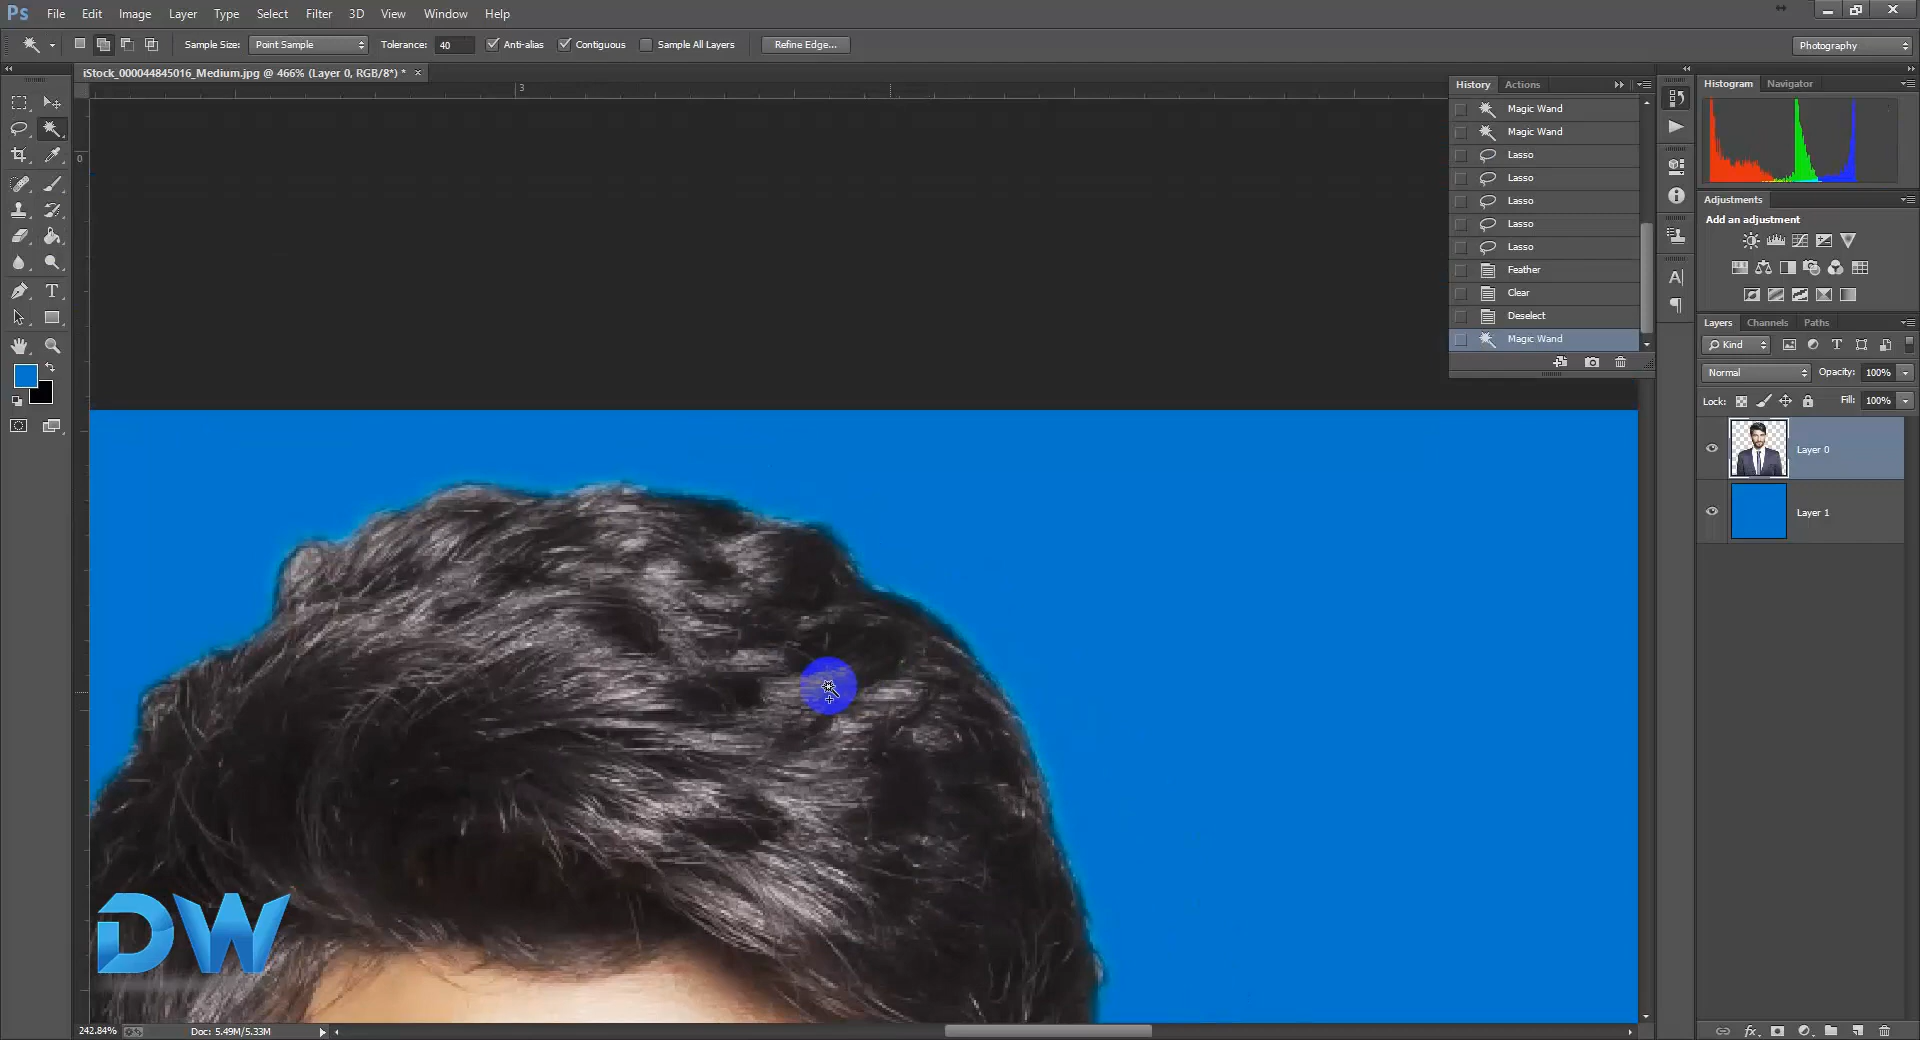 Ps File Edit Image Layer Type Select Filter 3D View Window Help
Sample Size: Point Sample Tolerance: 40 Anti-alias Contiguous Sample All Layers Refine Edge... Photography
iStock_000044845016_Medium.jpg @ 466% (Layer 0, RGB/8*) * ×
3
0
History Actions
Magic Wand
Magic Wand
Lasso
Lasso
Lasso
Lasso
Lasso
Feather
Clear
Deselect
Magic Wand
Histogram Navigator
Adjustments
Add an adjustment
Layers Channels Paths
Kind
Normal Opacity: 100%
Lock: Fill: 100%
Layer 0
Layer 1
DW
242.84% Doc: 5.49M/5.33M